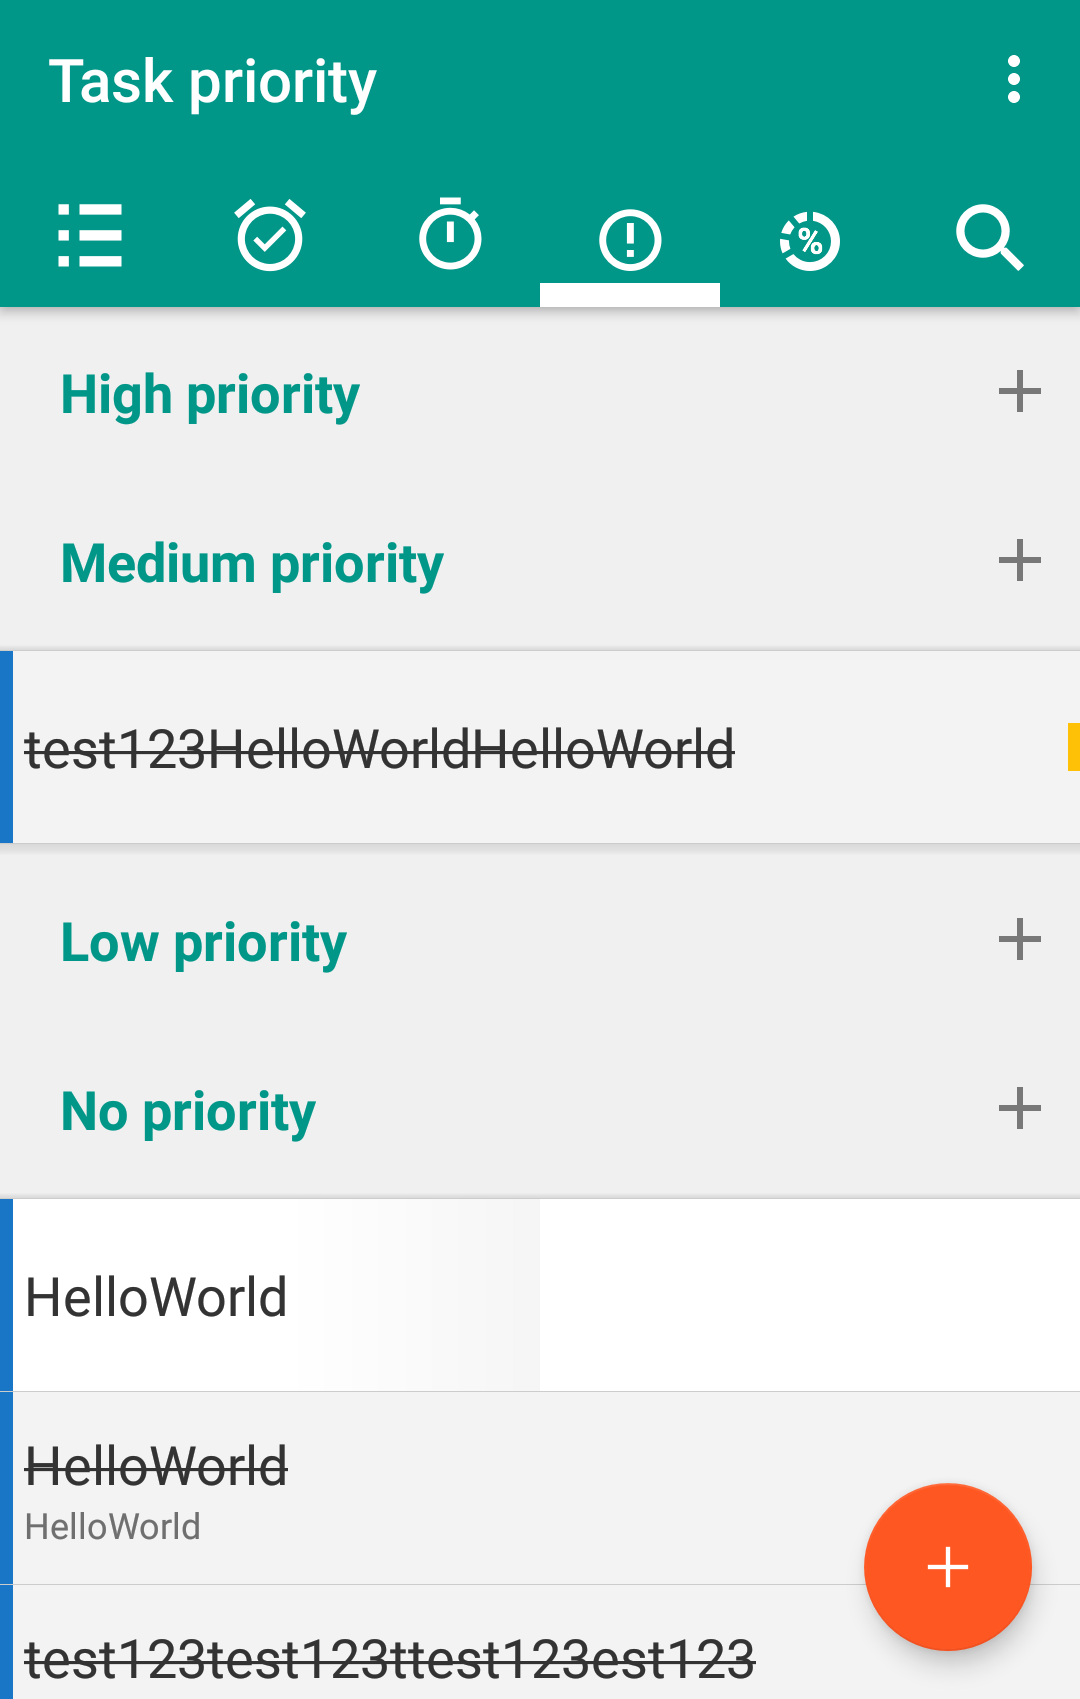 Task priority
%
High priority
Medium priority
test123HelloWorldHelloWorld
Low priority
No priority
HelloWorld
HelloWorld
HelloWorld
test123test123ttest123est123